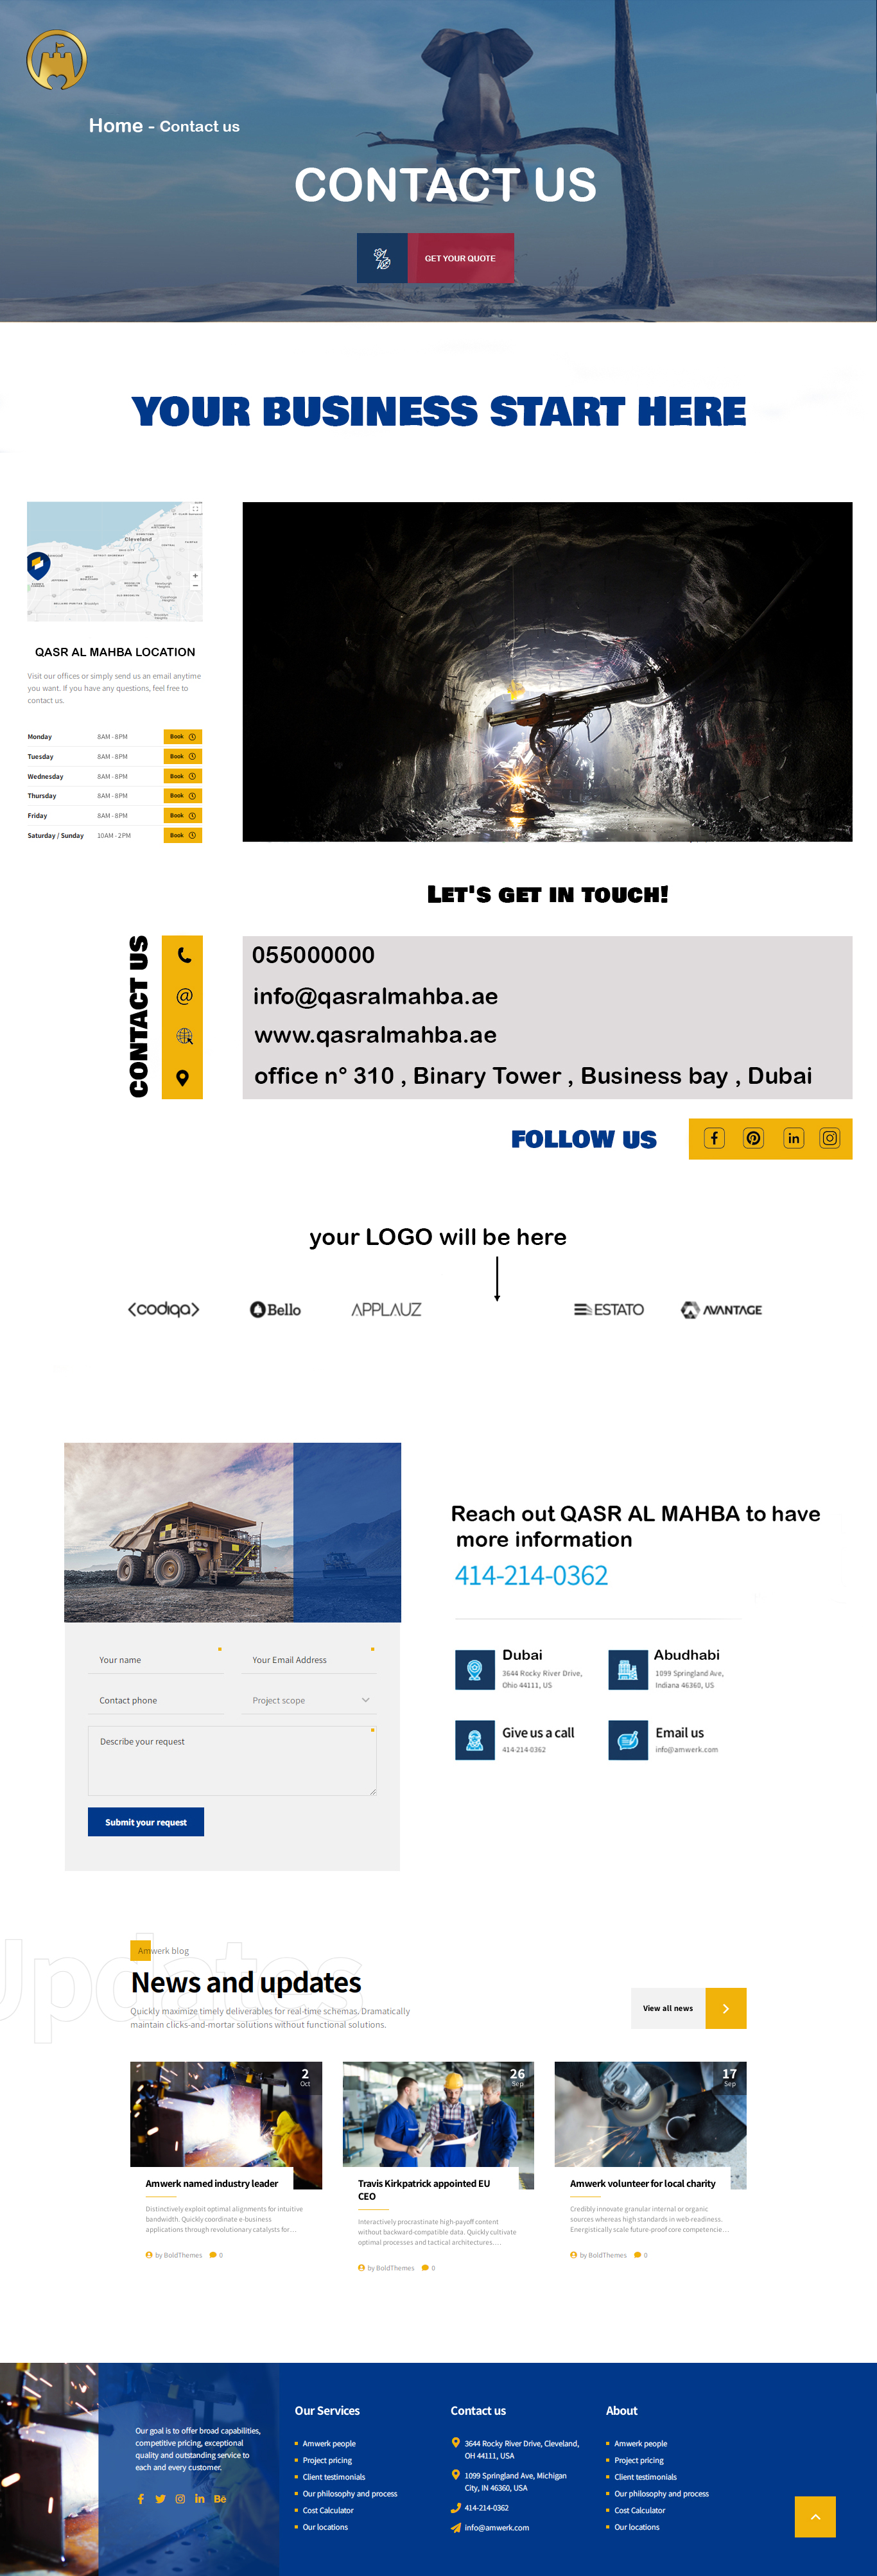 Home - Contact us
CONTACT US
GET YOUR QUOTE
YOUR BUSINESS START HERE
Cleveland
QASR AL MAHBA LOCATION
Visit our offices or simply send us an email anytime
you want. If you have any questions, feel free to
contact us.
Monday 8AM - 8PM Book
Tuesday 8AM - 8PM Book
Wednesday 8AM - 8PM Book
Thursday 8AM - 8PM Book
Friday 8AM - 8PM Book
Saturday / Sunday 10AM - 2PM Book
LET'S GET IN TOUCH!
CONTACT US
055000000
info@qasralmahba.ae
www.qasralmahba.ae
office n° 310 , Binary Tower , Business bay , Dubai
FOLLOW US
your LOGO will be here
<codiqa> Bello APPLAUZ ESTATO AVANTAGE
Reach out QASR AL MAHBA to have
more information
414-214-0362
Your name Your Email Address
Contact phone Project scope
Describe your request
Submit your request
Dubai
3644 Rocky River Drive,
Ohio 44111, US
Abudhabi
1099 Springland Ave,
Indiana 46360, US
Give us a call
414-214-0362
Email us
info@amwerk.com
Updates
Amwerk blog
News and updates
Quickly maximize timely deliverables for real-time schemas. Dramatically
maintain clicks-and-mortar solutions without functional solutions.
View all news
2
Oct
Amwerk named industry leader
Distinctively exploit optimal alignments for intuitive
bandwidth. Quickly coordinate e-business
applications through revolutionary catalysts for…
by BoldThemes 0
26
Sep
Travis Kirkpatrick appointed EU
CEO
Interactively procrastinate high-payoff content
without backward-compatible data. Quickly cultivate
optimal processes and tactical architectures.…
by BoldThemes 0
17
Sep
Amwerk volunteer for local charity
Credibly innovate granular internal or organic
sources whereas high standards in web-readiness.
Energistically scale future-proof core competencie…
by BoldThemes 0
Our goal is to offer broad capabilities,
competitive pricing, exceptional
quality and outstanding service to
each and every customer.
Bē
Our Services
Amwerk people
Project pricing
Client testimonials
Our philosophy and process
Cost Calculator
Our locations
Contact us
3644 Rocky River Drive, Cleveland,
OH 44111, USA
1099 Springland Ave, Michigan
City, IN 46360, USA
414-214-0362
info@amwerk.com
About
Amwerk people
Project pricing
Client testimonials
Our philosophy and process
Cost Calculator
Our locations